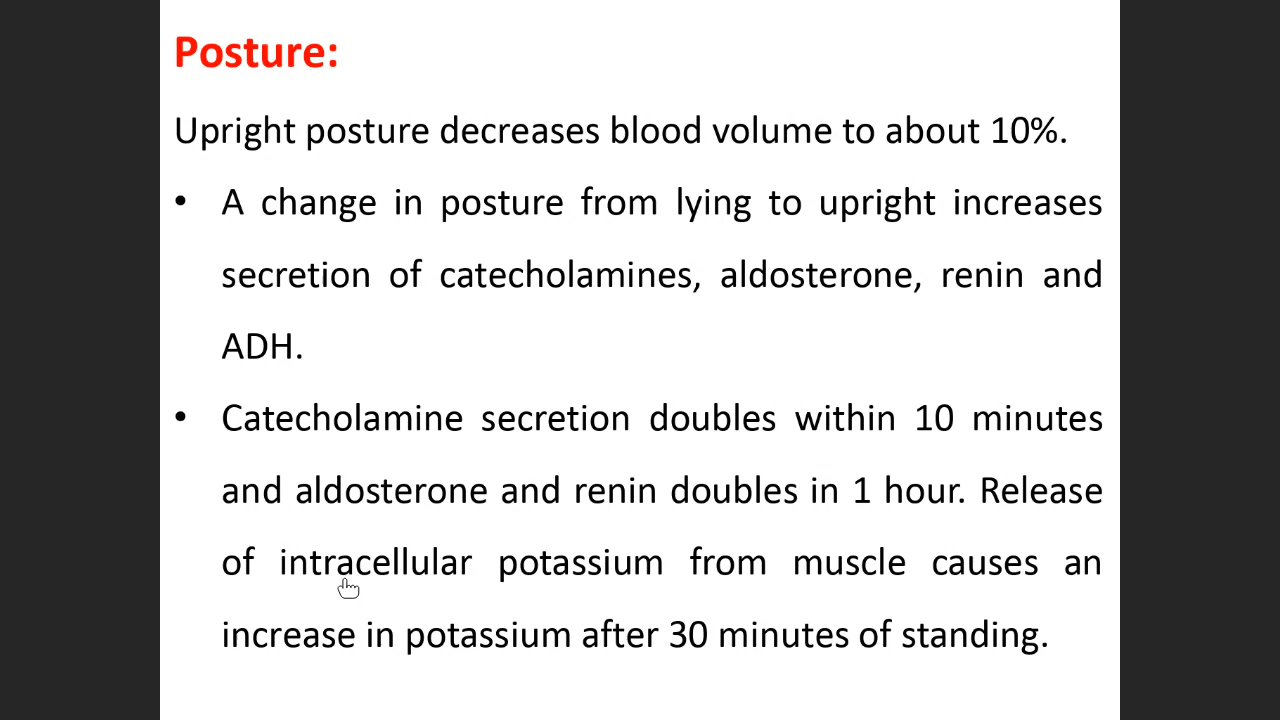 Posture:
Upright posture decreases blood volume to about 10%.
• A change in posture from lying to upright increases
secretion of catecholamines, aldosterone, renin and
ADH.
• Catecholamine secretion doubles within 10 minutes
and aldosterone and renin doubles in 1 hour. Release
of intracellular potassium from muscle causes an
increase in potassium after 30 minutes of standing.